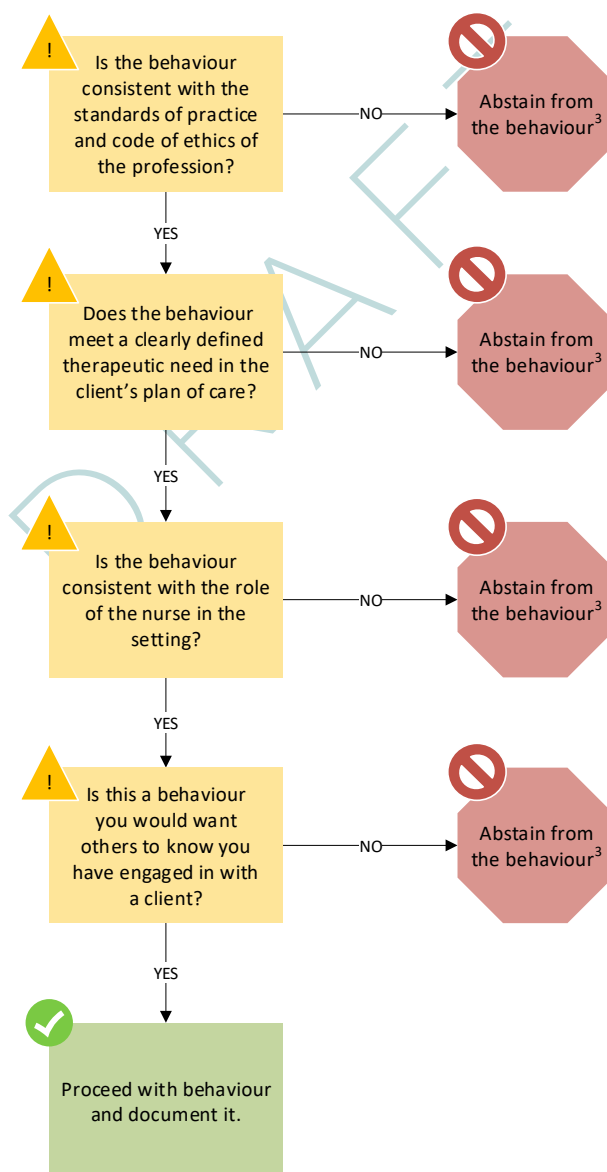 !
Is the behaviour
consistent with the
standards of practice
and code of ethics of
the profession?
NO
Abstain from
the behaviour3
YES
!
Does the behaviour
meet a clearly defined
therapeutic need in the
client’s plan of care?
NO
Abstain from
the behaviour3
YES
!
Is the behaviour
consistent with the role
of the nurse in the
setting?
NO
Abstain from
the behaviour3
YES
!
Is this a behaviour
you would want
others to know you
have engaged in with
a client?
NO
Abstain from
the behaviour3
YES
Proceed with behaviour
and document it.
DRAFT